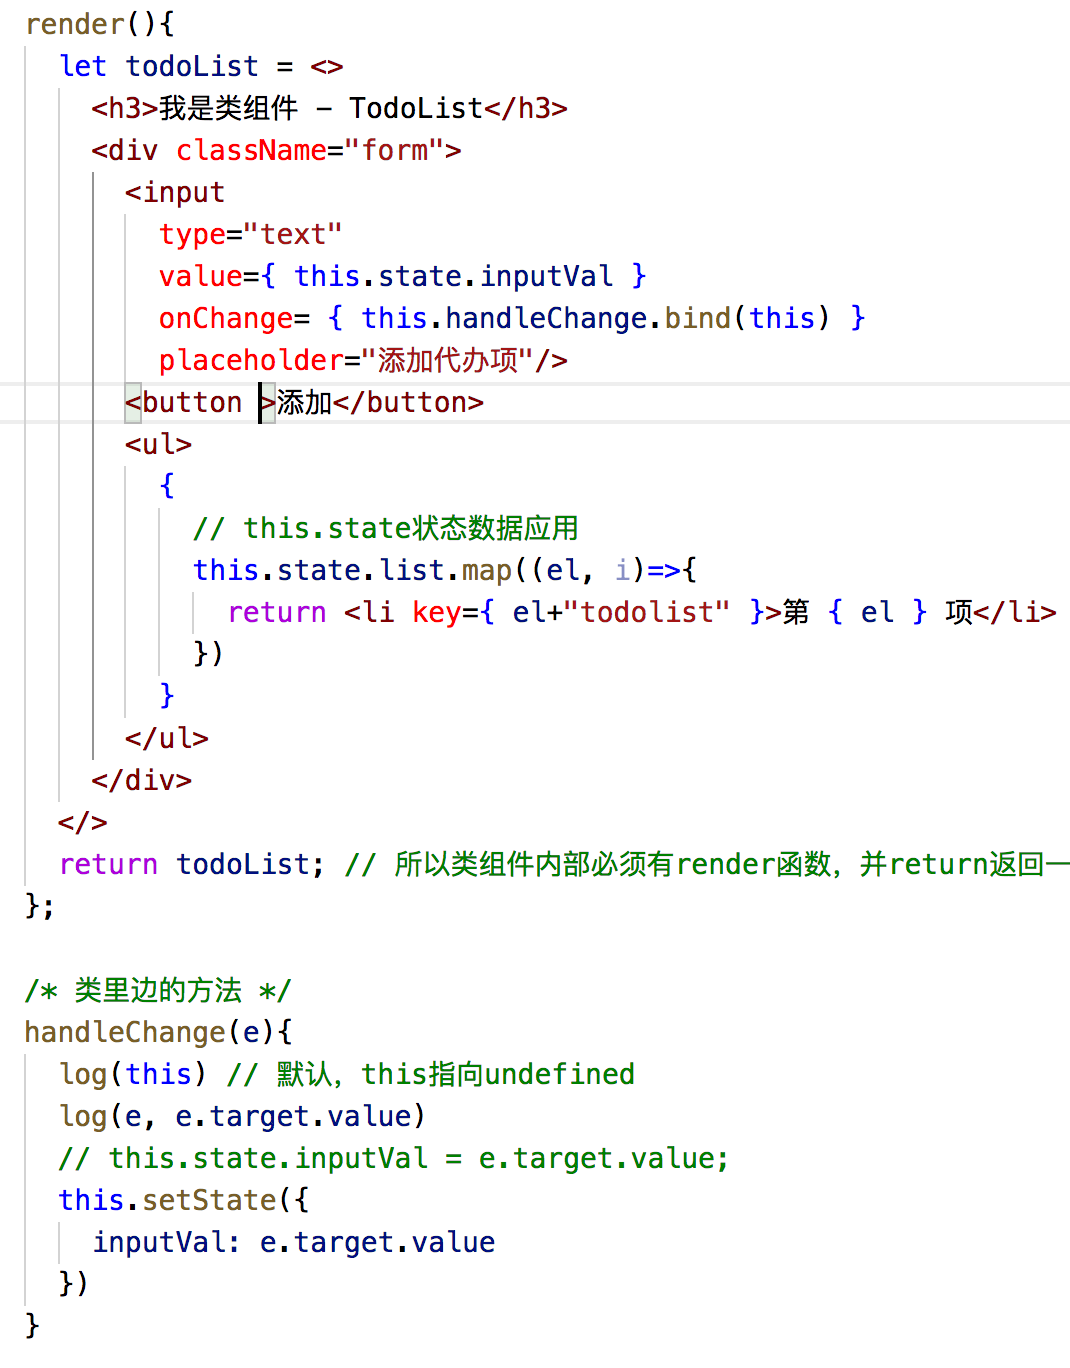 render(){
let todoList = <>
<h3>我是类组件 - TodoList</h3>
<div className="form">
<input
type="text"
value={ this.state.inputVal }
onChange= { this.handleChange.bind(this) }
placeholder="添加代办项"/>
<button >添加</button>
<ul>
{
// this.state状态数据应用
this.state.list.map((el, i)=>{
return <li key={ el+"todolist" }>第 { el } 项</li>
})
}
</ul>
</div>
</>
return todoList; // 所以类组件内部必须有render函数，并return返回一
};
/* 类里边的方法 */
handleChange(e){
log(this) // 默认，this指向undefined
log(e, e.target.value)
// this.state.inputVal = e.target.value;
this.setState({
inputVal: e.target.value
})
}